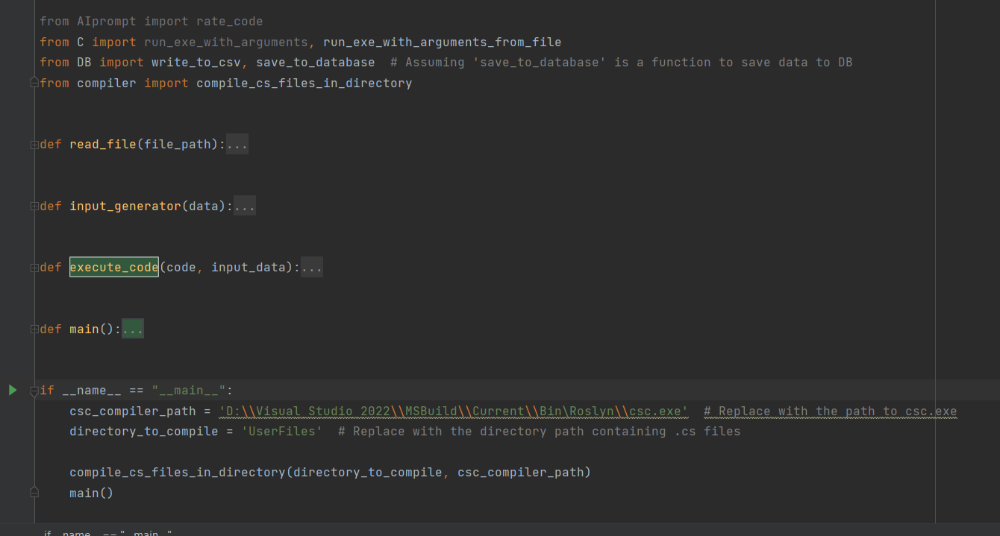 from AIprompt import rate_code
from C import run_exe_with_arguments, run_exe_with_arguments_from_file
from DB import write_to_csv, save_to_database  # Assuming 'save_to_database' is a function to save data to DB
from compiler import compile_cs_files_in_directory
def read_file(file_path):...
def input_generator(data):...
def execute_code(code, input_data):...
def main():...
if __name__ == "__main__":
    csc_compiler_path = 'D:\\Visual Studio 2022\\MSBuild\\Current\\Bin\Roslyn\\csc.exe'  # Replace with the path to csc.exe
    directory_to_compile = 'UserFiles'  # Replace with the directory path containing .cs files
    compile_cs_files_in_directory(directory_to_compile, csc_compiler_path)
    main()
if __name__ == "__main__"